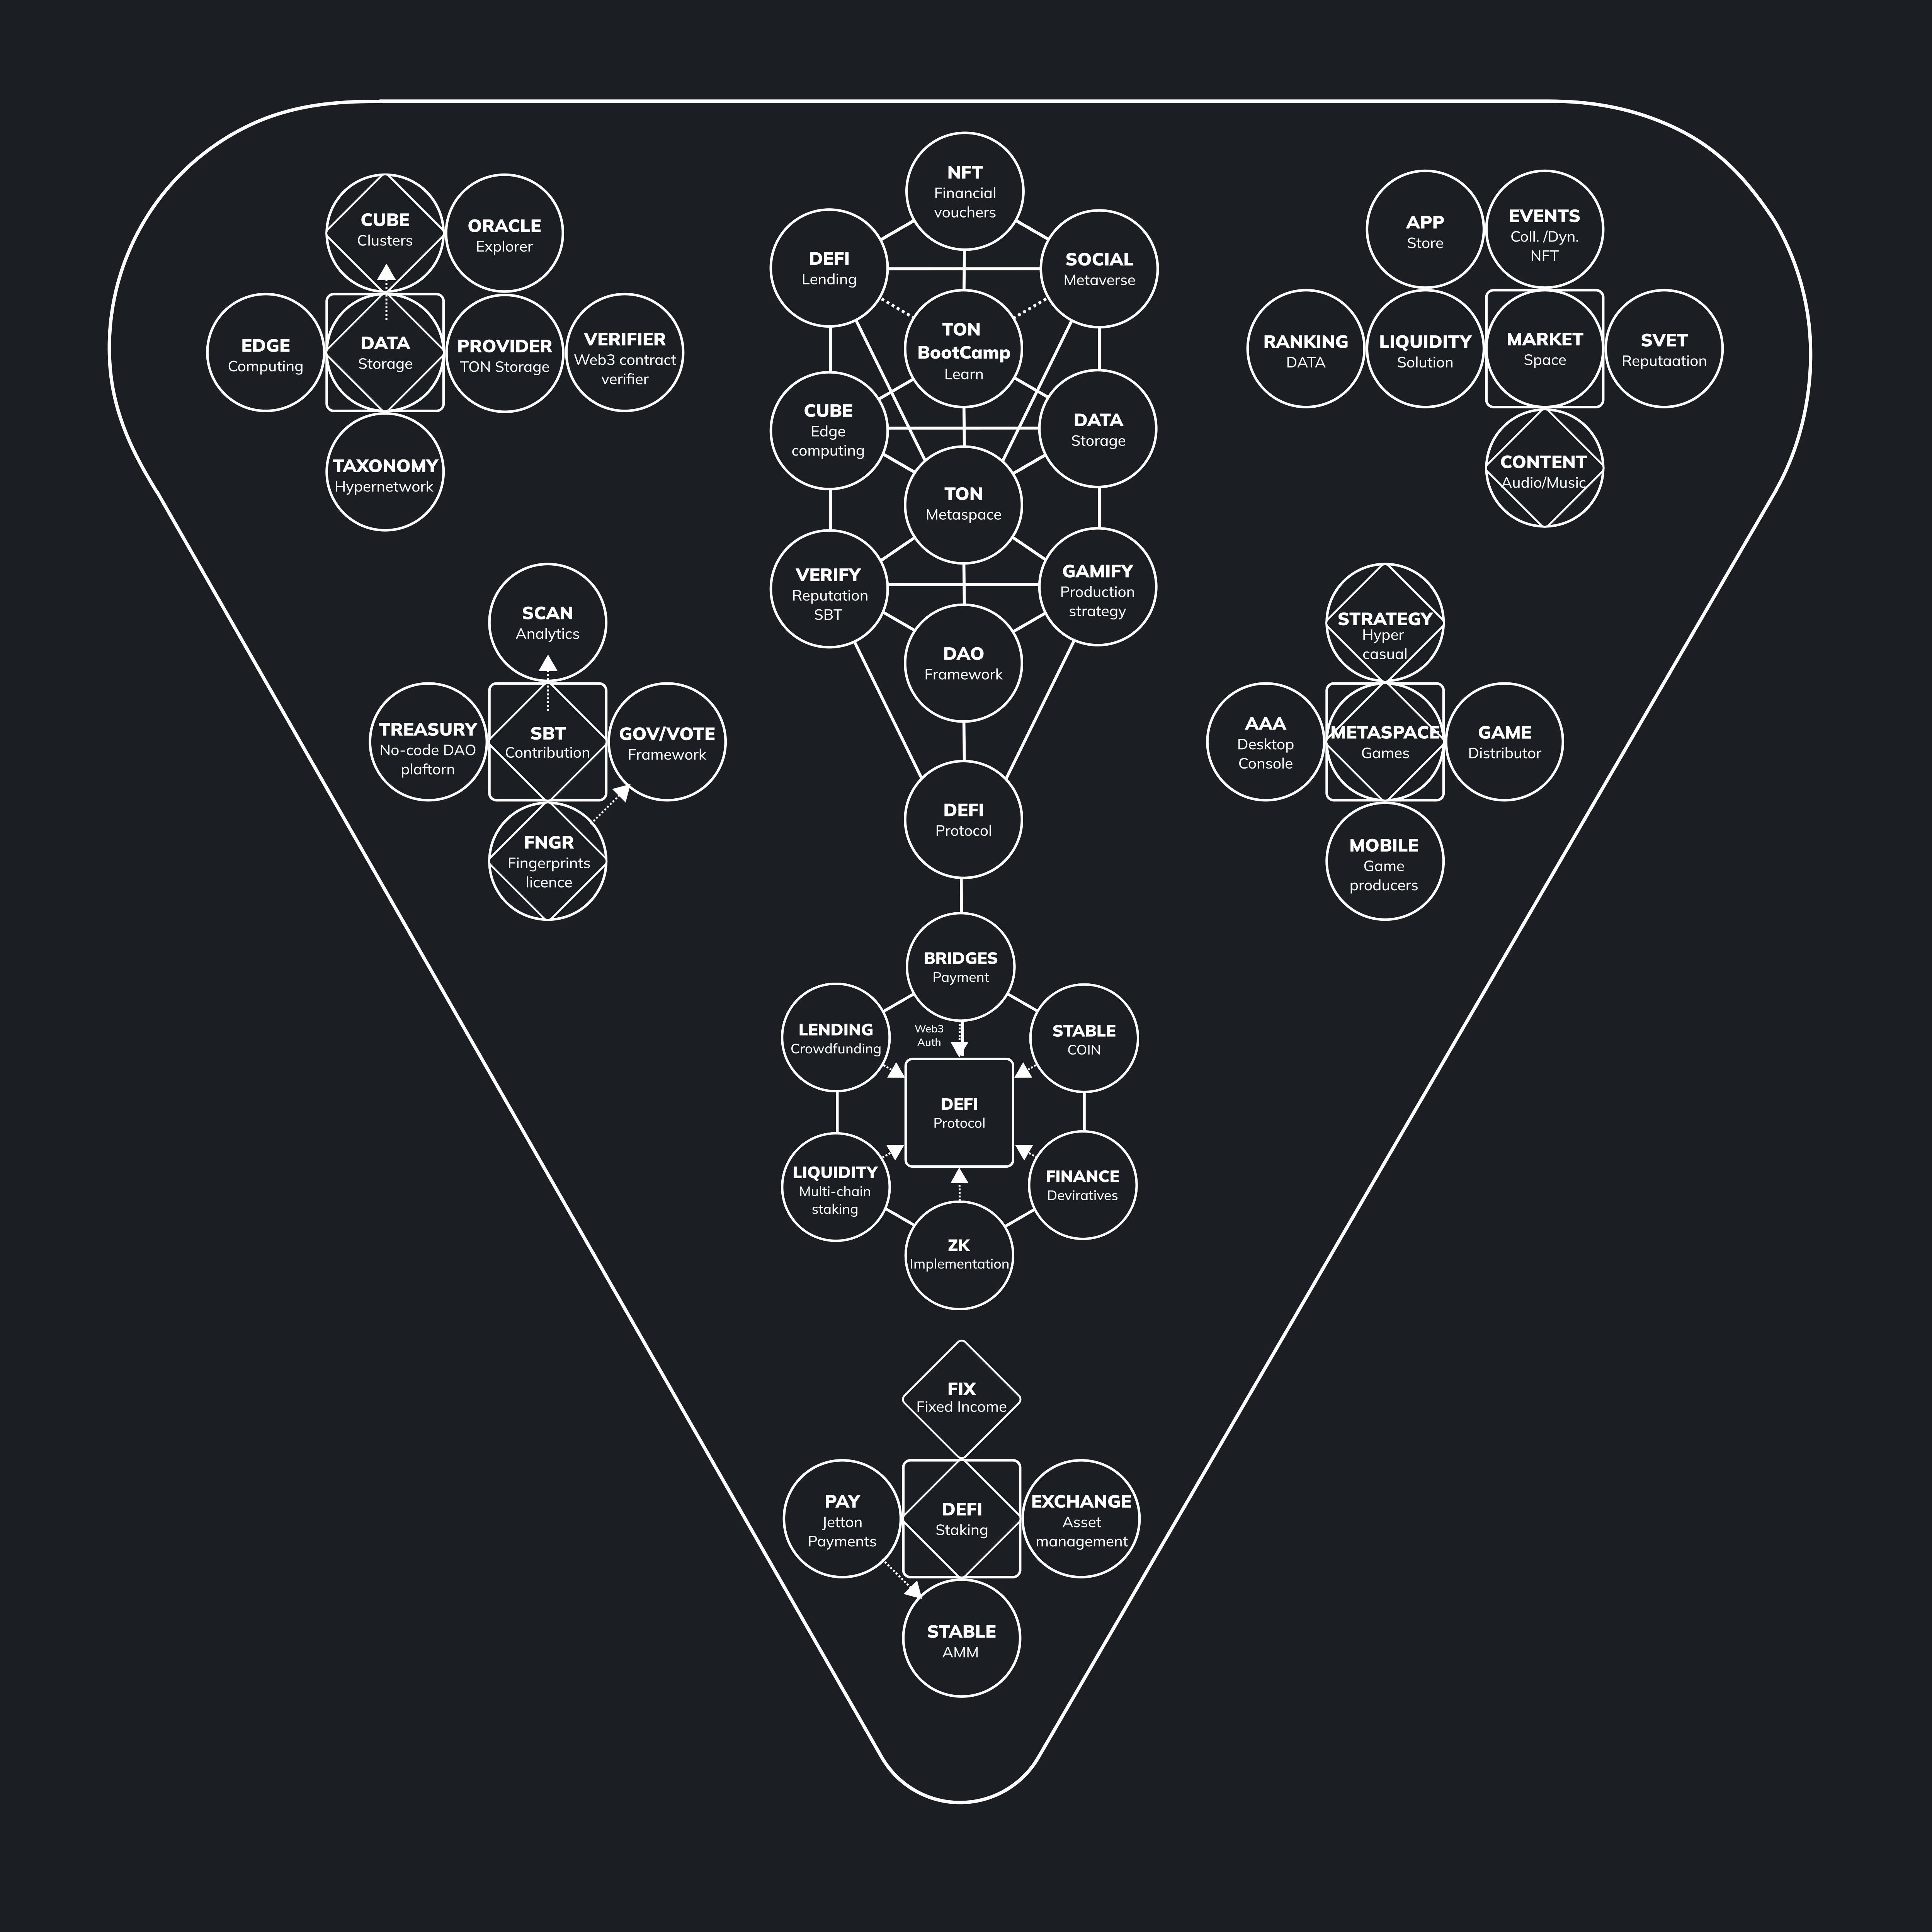 NFT
Financial
vouchers
DEFI
Lending
SOCIAL
Metaverse
TON
BootCamp
Learn
CUBE
Edge
computing
DATA
Storage
TON
Metaspace
VERIFY
Reputation
SBT
GAMIFY
Production
strategy
DAO
Framework
DEFI
Protocol
CUBE
Clusters
ORACLE
Explorer
EDGE
Computing
DATA
Storage
PROVIDER
TON Storage
VERIFIER
Web3 contract
verifier
TAXONOMY
Hypernetwork
APP
Store
EVENTS
Coll. /Dyn.
NFT
RANKING
DATA
LIQUIDITY
Solution
MARKET
Space
SVET
Reputaation
CONTENT
Audio/Music
SCAN
Analytics
TREASURY
No-code DAO
plaftorn
SBT
Contribution
GOV/VOTE
Framework
FNGR
Fingerprints
licence
STRATEGY
Hyper
casual
AAA
Desktop
Console
METASPACE
Games
GAME
Distributor
MOBILE
Game
producers
BRIDGES
Payment
LENDING
Crowdfunding
Web3
Auth
STABLE
COIN
DEFI
Protocol
LIQUIDITY
Multi-chain
staking
FINANCE
Deviratives
ZK
Implementation
FIX
Fixed Income
PAY
Jetton
Payments
DEFI
Staking
EXCHANGE
Asset
management
STABLE
AMM